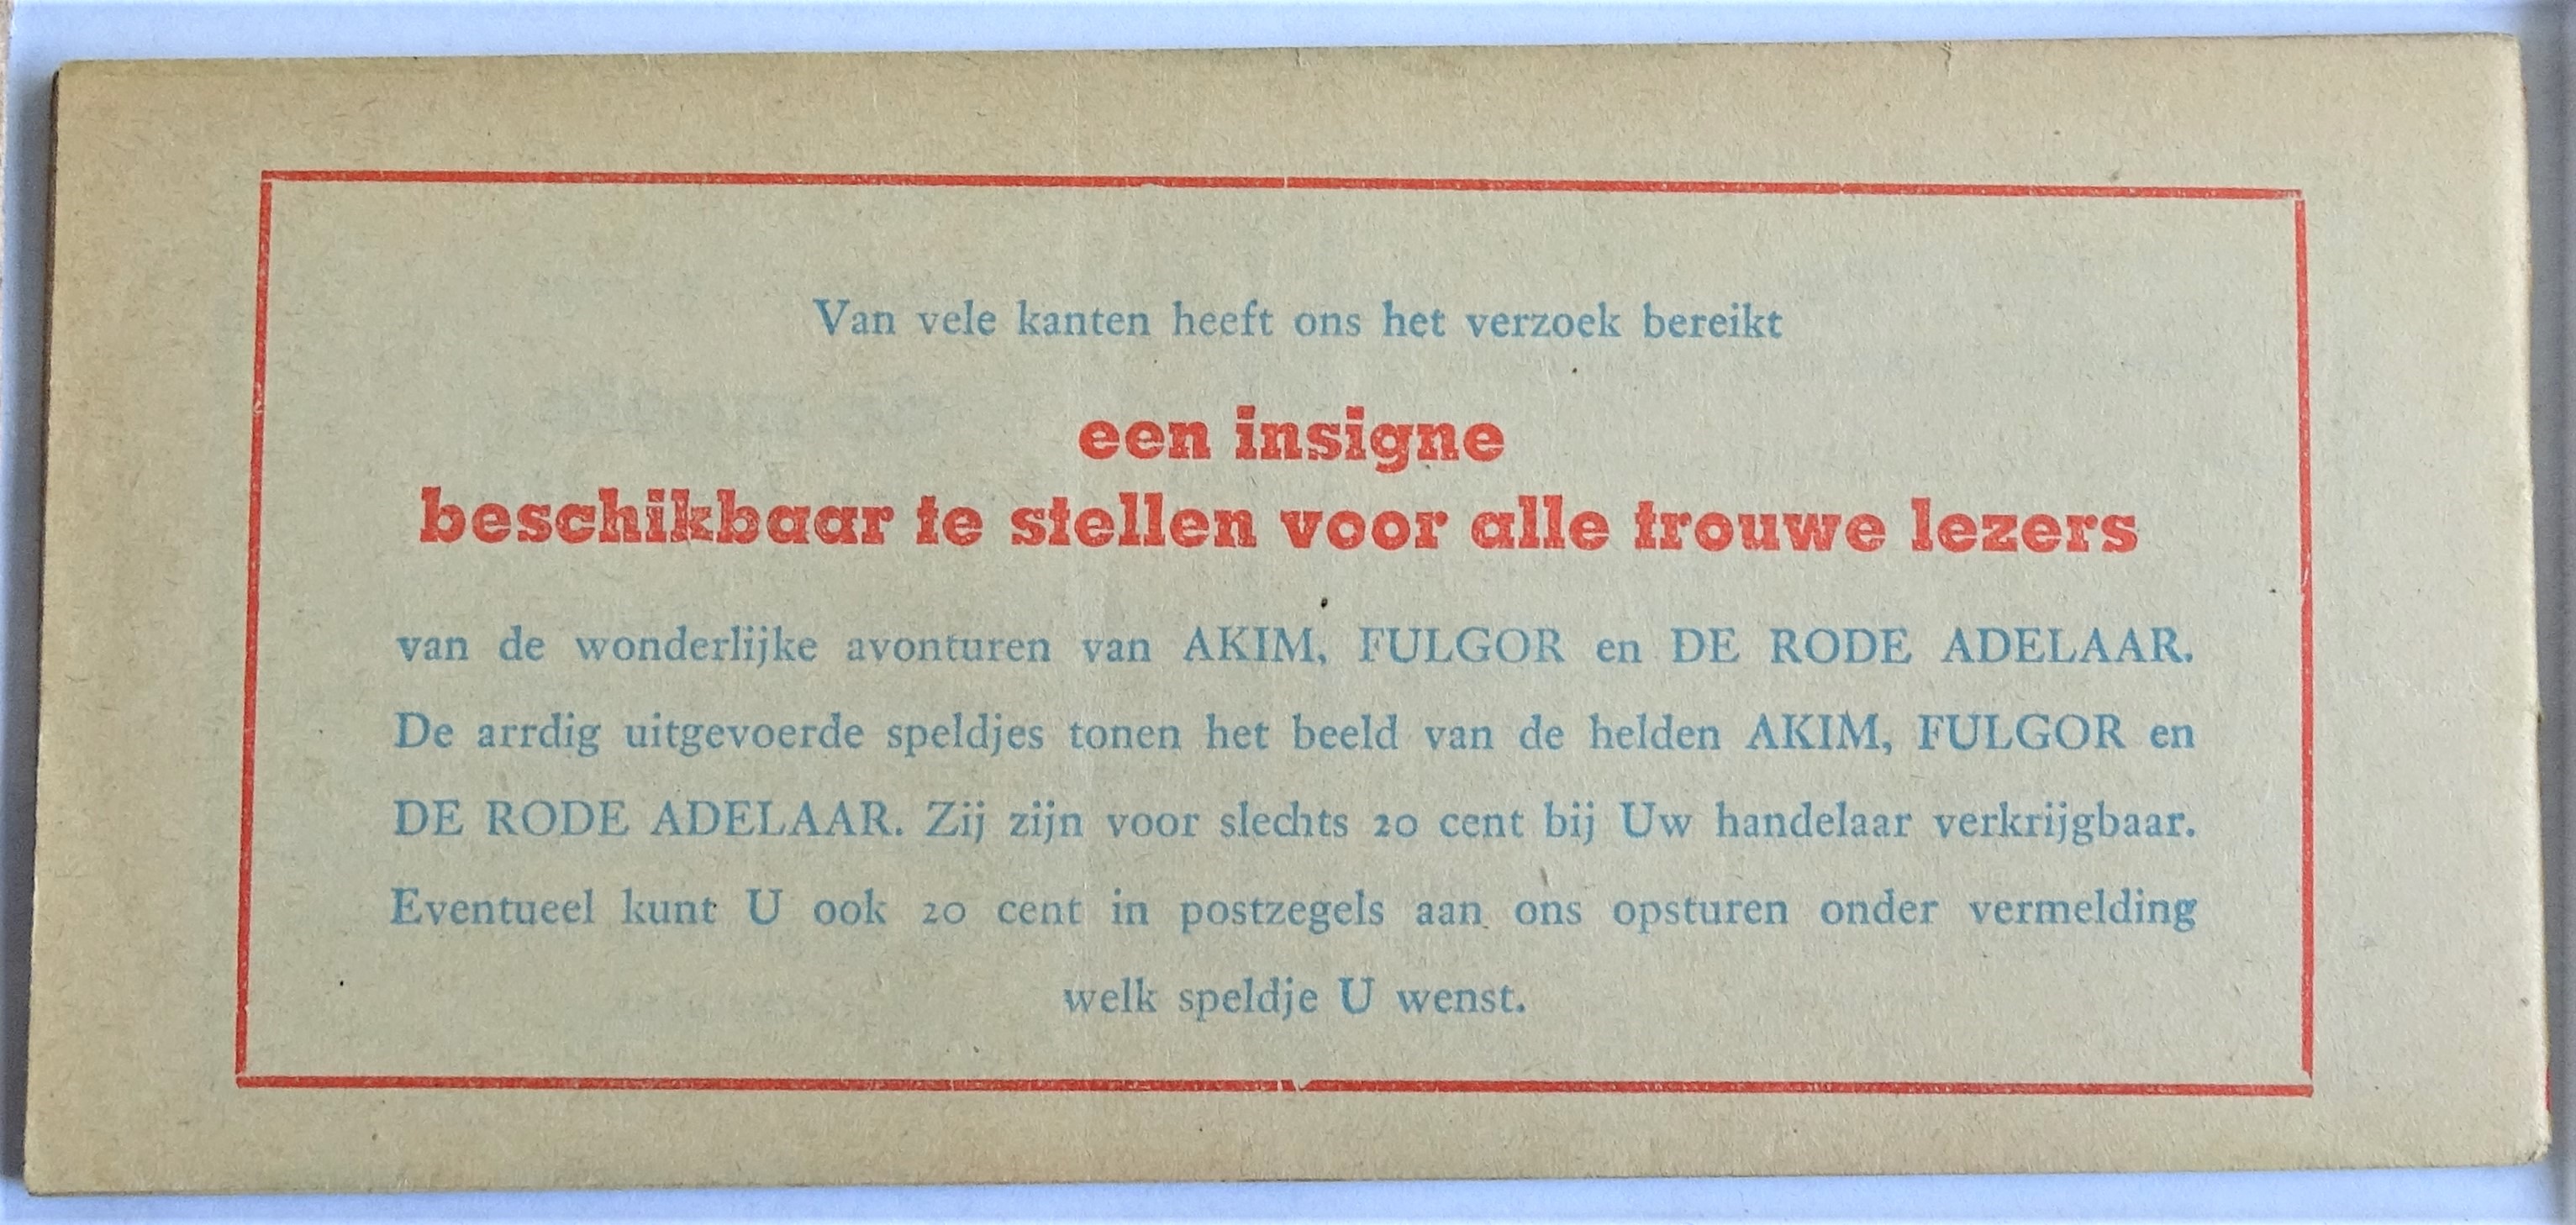 Van vele kanten heeft ons het verzoek bereikt
een insigne
beschikbaar te stellen voor alle trouwe lezers
van de wonderlijke avonturen van AKIM, FULGOR en DE RODE ADELAAR.
De arrdig uitgevoerde speldjes tonen het beeld van de helden AKIM, FULGOR en
DE RODE ADELAAR. Zij zijn voor slechts 20 cent bij Uw handelaar verkrijgbaar.
Eventueel kunt U ook 20 cent in postzegels aan ons opsturen onder vermelding
welk speldje U wenst.